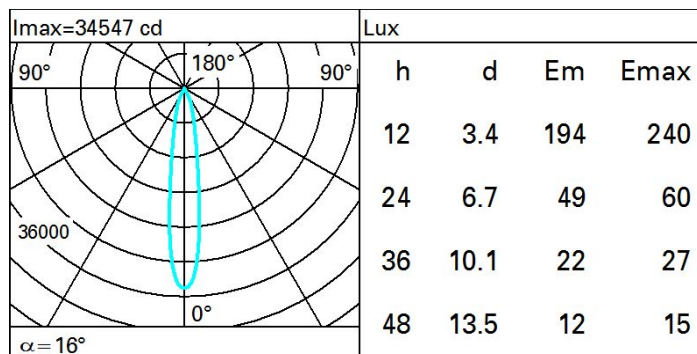 Imax=34547 cd
90° 180° 90°
36000
0°
α=16°
Lux
h d Em Emax
12 3.4 194 240
24 6.7 49 60
36 10.1 22 27
48 13.5 12 15